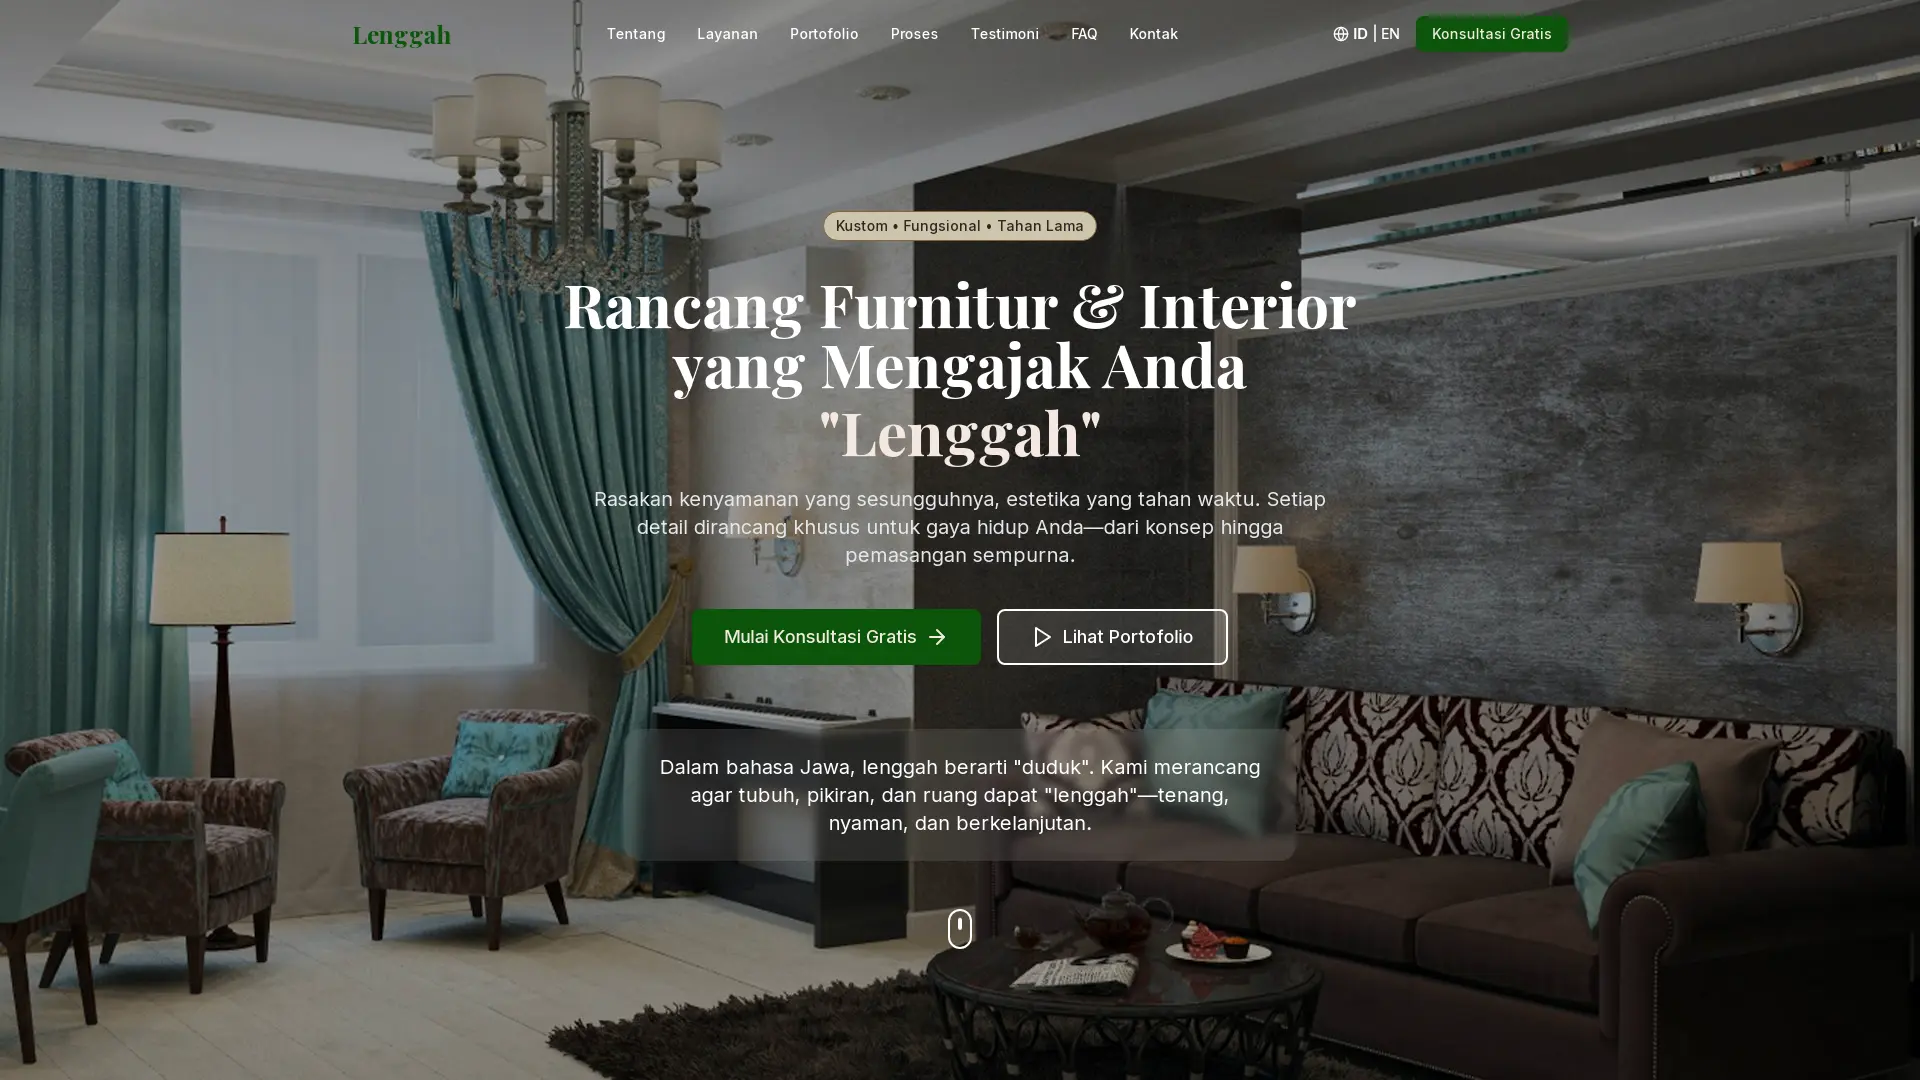 Lenggah
Tentang
Layanan
Portofolio
Proses
Testimoni
FAQ
Kontak
ID | EN
Konsultasi Gratis
Kustom • Fungsional • Tahan Lama
Rancang Furnitur & Interior
yang Mengajak Anda
"Lenggah"
Rasakan kenyamanan yang sesungguhnya, estetika yang tahan waktu. Setiap
detail dirancang khusus untuk gaya hidup Anda—dari konsep hingga
pemasangan sempurna.
Mulai Konsultasi Gratis
Lihat Portofolio
Dalam bahasa Jawa, lenggah berarti "duduk". Kami merancang
agar tubuh, pikiran, dan ruang dapat "lenggah"—tenang,
nyaman, dan berkelanjutan.